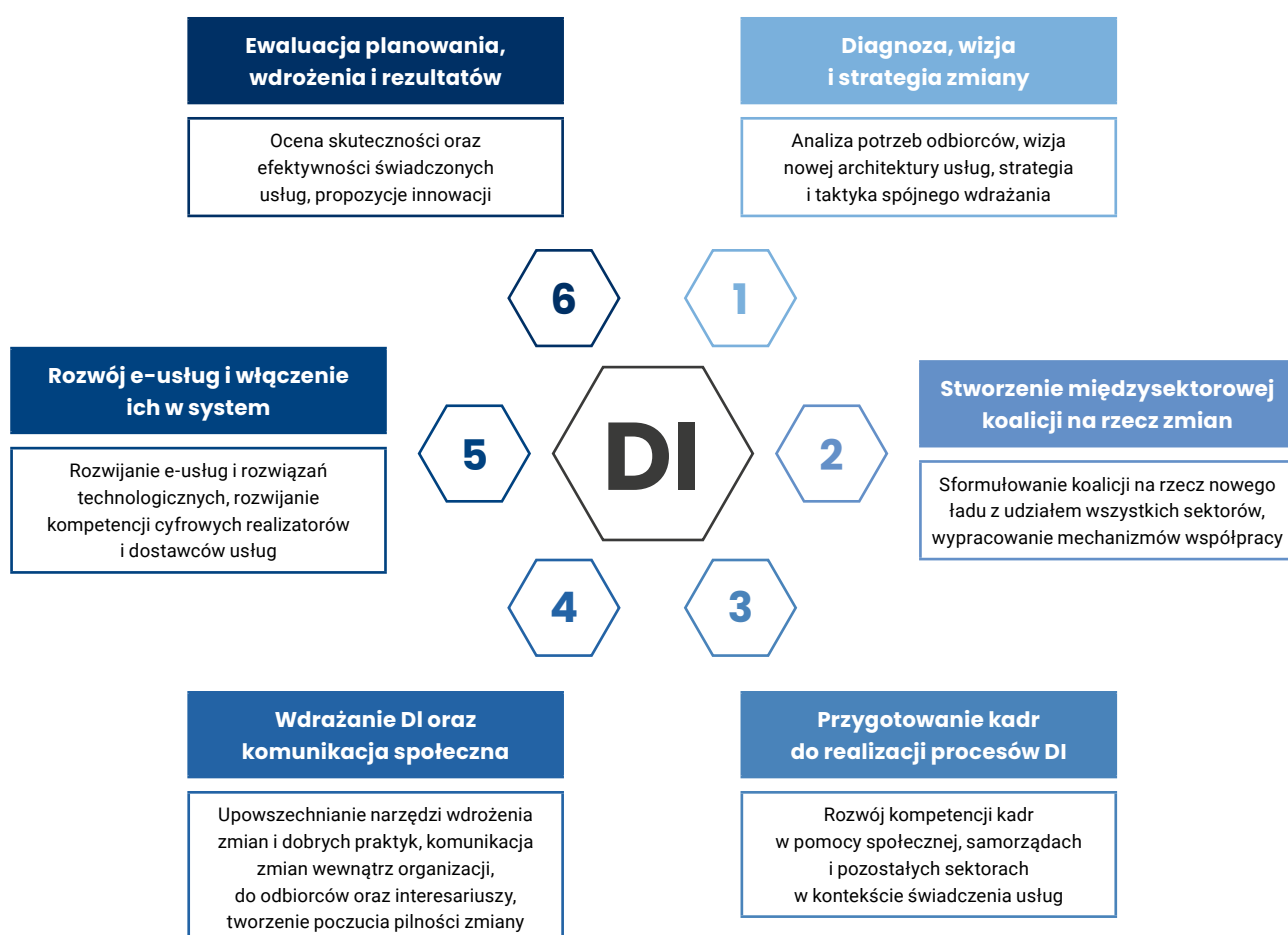 Ewaluacja planowania,
wdrożenia i rezultatów
Ocena skuteczności oraz
efektywności świadczonych
usług, propozycje innowacji
Diagnoza, wizja
i strategia zmiany
Analiza potrzeb odbiorców, wizja
nowej architektury usług, strategia
i taktyka spójnego wdrażania
6
1
Rozwój e-usług i włączenie
ich w system
Rozwijanie e-usług i rozwiązań
technologicznych, rozwijanie
kompetencji cyfrowych realizatorów
i dostawców usług
5
DI
2
Stworzenie międzysektorowej
koalicji na rzecz zmian
Sformułowanie koalicji na rzecz nowego
ładu z udziałem wszystkich sektorów,
wypracowanie mechanizmów współpracy
4
3
Wdrażanie DI oraz
komunikacja społeczna
Upowszechnianie narzędzi wdrożenia
zmian i dobrych praktyk, komunikacja
zmian wewnątrz organizacji,
do odbiorców oraz interesariuszy,
tworzenie poczucia pilności zmiany
Przygotowanie kadr
do realizacji procesów DI
Rozwój kompetencji kadr
w pomocy społecznej, samorządach
i pozostałych sektorach
w kontekście świadczenia usług